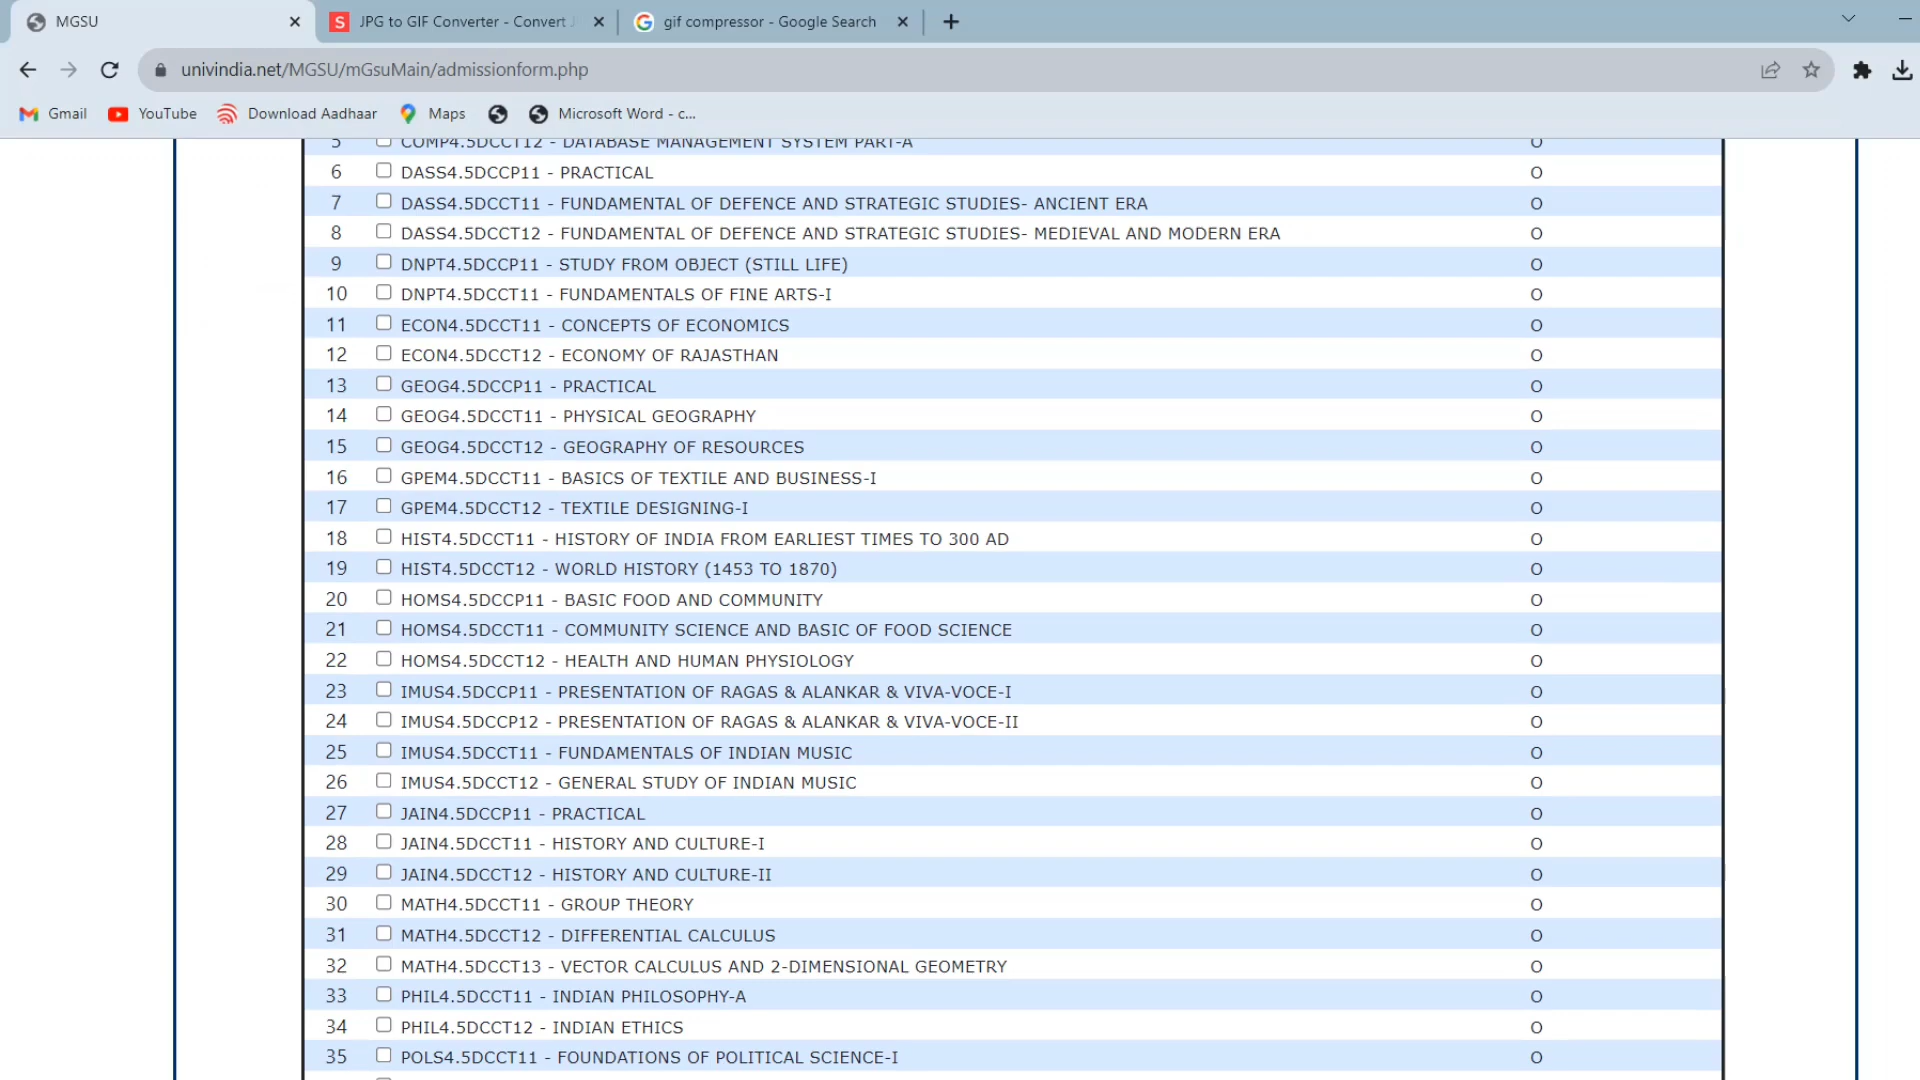 MGSU
S JPG to GIF Converter - Convert J
gif compressor - Google Search
univindia.net/MGSU/mGsuMain/admissionform.php
Gmail YouTube Download Aadhaar Maps Microsoft Word - c...
5 COMP4.5DCCT12 - DATABASE MANAGEMENT SYSTEM PART-A O
6 DASS4.5DCCP11 - PRACTICAL O
7 DASS4.5DCCT11 - FUNDAMENTAL OF DEFENCE AND STRATEGIC STUDIES- ANCIENT ERA O
8 DASS4.5DCCT12 - FUNDAMENTAL OF DEFENCE AND STRATEGIC STUDIES- MEDIEVAL AND MODERN ERA O
9 DNPT4.5DCCP11 - STUDY FROM OBJECT (STILL LIFE) O
10 DNPT4.5DCCT11 - FUNDAMENTALS OF FINE ARTS-I O
11 ECON4.5DCCT11 - CONCEPTS OF ECONOMICS O
12 ECON4.5DCCT12 - ECONOMY OF RAJASTHAN O
13 GEOG4.5DCCP11 - PRACTICAL O
14 GEOG4.5DCCT11 - PHYSICAL GEOGRAPHY O
15 GEOG4.5DCCT12 - GEOGRAPHY OF RESOURCES O
16 GPEM4.5DCCT11 - BASICS OF TEXTILE AND BUSINESS-I O
17 GPEM4.5DCCT12 - TEXTILE DESIGNING-I O
18 HIST4.5DCCT11 - HISTORY OF INDIA FROM EARLIEST TIMES TO 300 AD O
19 HIST4.5DCCT12 - WORLD HISTORY (1453 TO 1870) O
20 HOMS4.5DCCP11 - BASIC FOOD AND COMMUNITY O
21 HOMS4.5DCCT11 - COMMUNITY SCIENCE AND BASIC OF FOOD SCIENCE O
22 HOMS4.5DCCT12 - HEALTH AND HUMAN PHYSIOLOGY O
23 IMUS4.5DCCP11 - PRESENTATION OF RAGAS & ALANKAR & VIVA-VOCE-I O
24 IMUS4.5DCCP12 - PRESENTATION OF RAGAS & ALANKAR & VIVA-VOCE-II O
25 IMUS4.5DCCT11 - FUNDAMENTALS OF INDIAN MUSIC O
26 IMUS4.5DCCT12 - GENERAL STUDY OF INDIAN MUSIC O
27 JAIN4.5DCCP11 - PRACTICAL O
28 JAIN4.5DCCT11 - HISTORY AND CULTURE-I O
29 JAIN4.5DCCT12 - HISTORY AND CULTURE-II O
30 MATH4.5DCCT11 - GROUP THEORY O
31 MATH4.5DCCT12 - DIFFERENTIAL CALCULUS O
32 MATH4.5DCCT13 - VECTOR CALCULUS AND 2-DIMENSIONAL GEOMETRY O
33 PHIL4.5DCCT11 - INDIAN PHILOSOPHY-A O
34 PHIL4.5DCCT12 - INDIAN ETHICS O
35 POLS4.5DCCT11 - FOUNDATIONS OF POLITICAL SCIENCE-I O